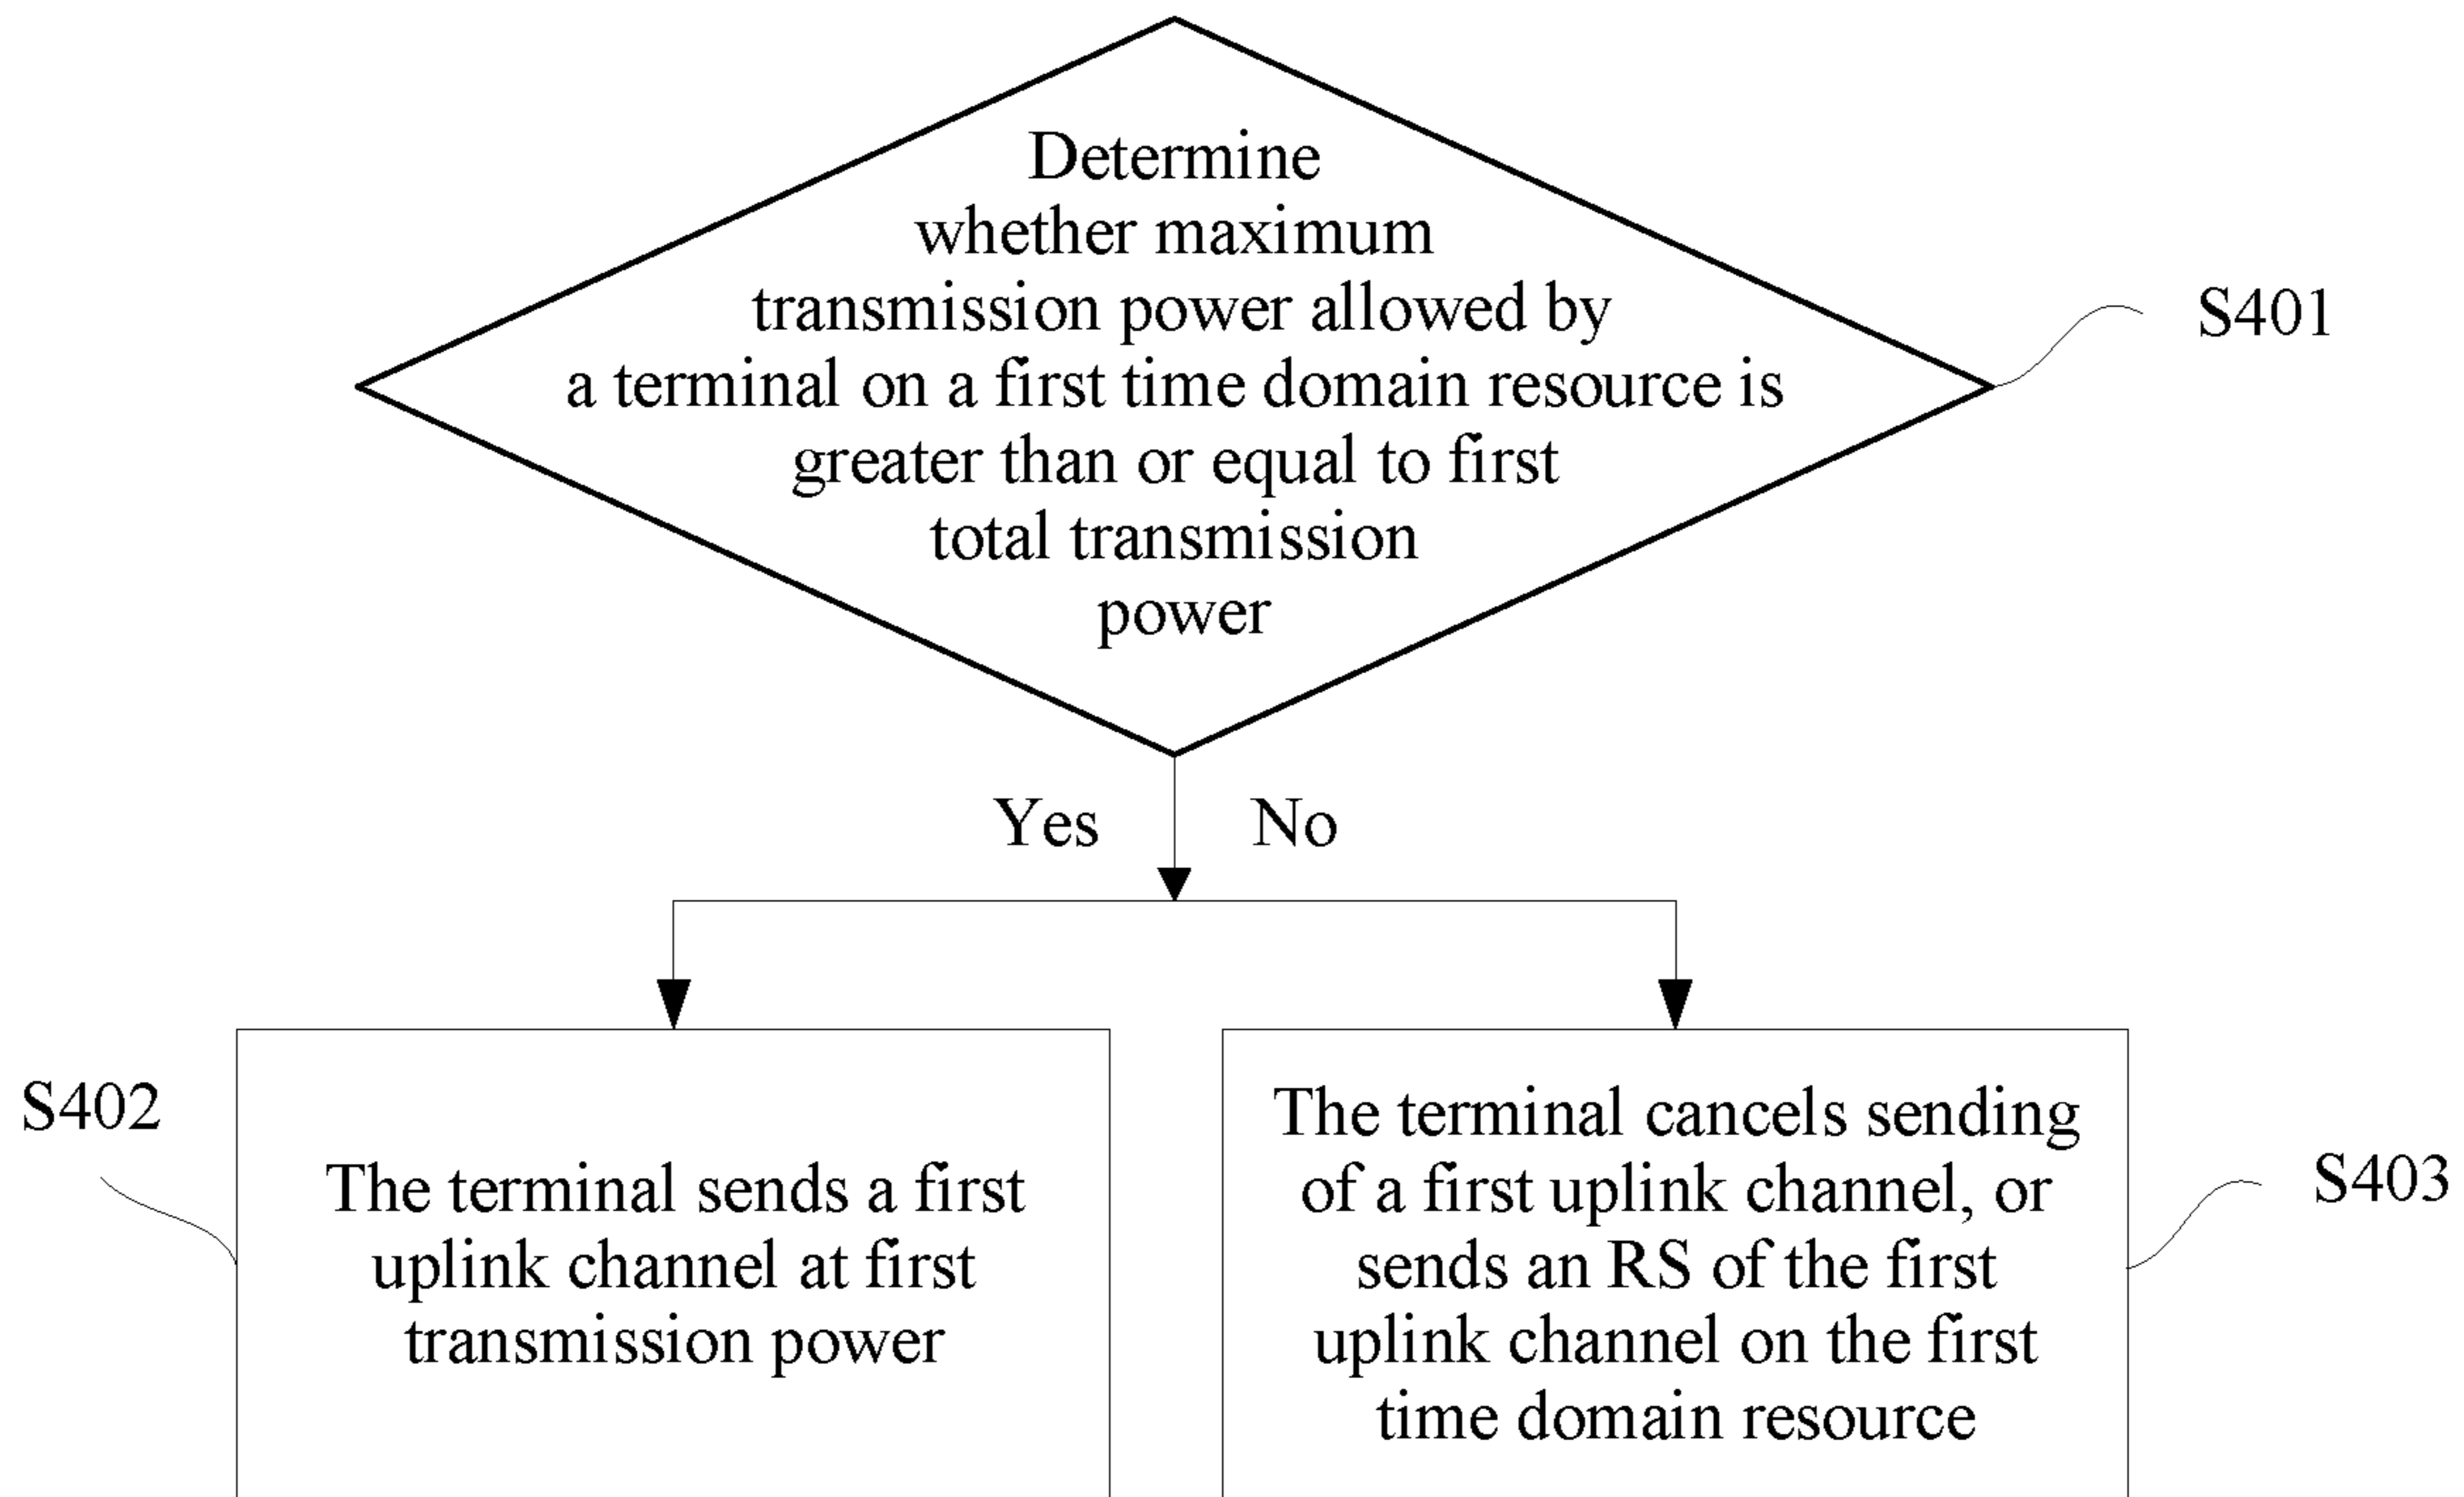 Determine
whether maximum
transmission power allowed by
a terminal on a first time domain resource is
greater than or equal to first
total transmission
power
S401
Yes
No
S402
The terminal sends a first
uplink channel at first
transmission power
The terminal cancels sending
of a first uplink channel, or
sends an RS of the first
uplink channel on the first
time domain resource
S403